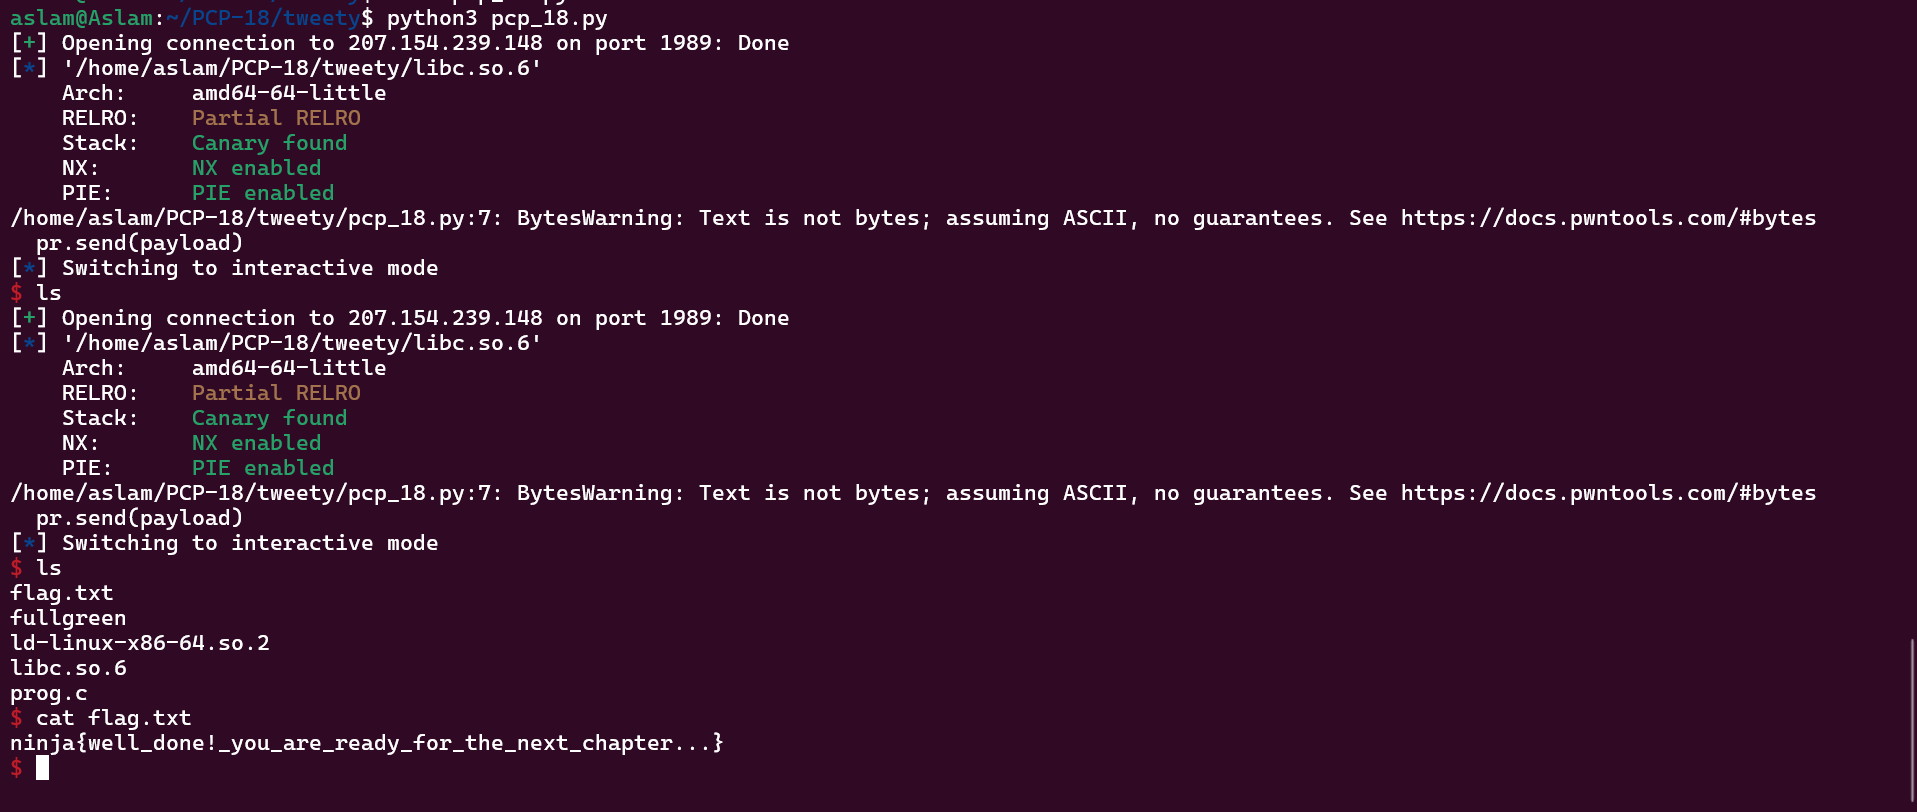 aslam@Aslam:~/PCP-18/tweety$ python3 pcp_18.py
[+] Opening connection to 207.154.239.148 on port 1989: Done
[*] '/home/aslam/PCP-18/tweety/libc.so.6'
    Arch:     amd64-64-little
    RELRO:    Partial RELRO
    Stack:    Canary found
    NX:       NX enabled
    PIE:      PIE enabled
/home/aslam/PCP-18/tweety/pcp_18.py:7: BytesWarning: Text is not bytes; assuming ASCII, no guarantees. See https://docs.pwntools.com/#bytes
  pr.send(payload)
[*] Switching to interactive mode
$ ls
[+] Opening connection to 207.154.239.148 on port 1989: Done
[*] '/home/aslam/PCP-18/tweety/libc.so.6'
    Arch:     amd64-64-little
    RELRO:    Partial RELRO
    Stack:    Canary found
    NX:       NX enabled
    PIE:      PIE enabled
/home/aslam/PCP-18/tweety/pcp_18.py:7: BytesWarning: Text is not bytes; assuming ASCII, no guarantees. See https://docs.pwntools.com/#bytes
  pr.send(payload)
[*] Switching to interactive mode
$ ls
flag.txt
fullgreen
ld-linux-x86-64.so.2
libc.so.6
prog.c
$ cat flag.txt
ninja{well_done!_you_are_ready_for_the_next_chapter...}
$